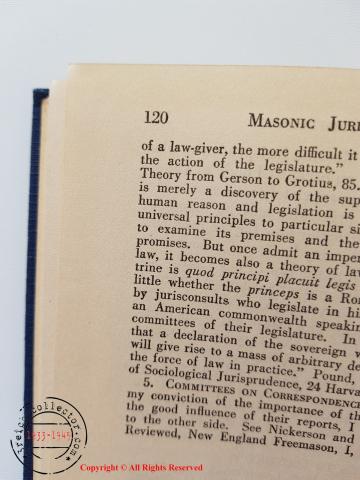 120 MASONIC JURI
of a law-giver, the more difficult it
the action of the legislature."
Theory from Gerson to Grotius, 85.
is merely a discovery of the sup
human reason and legislation is
universal principles to particular si
to examine its premises and the
promises. But once admit an imper
law, it becomes also a theory of law
trine is quod principi placuit legis
little whether the princeps is a Ro
by jurisconsults who legislate in hi
an American commonwealth speakin
committees of their legislature. In
that a declaration of the sovereign w
will give rise to a mass of arbitrary de
the force of law in practice." Pound,
of Sociological Jurisprudence, 24 Harva
5. COMMITTEES ON CORRESPONDENCE
my conviction of the importance of th
the good influence of their reports, I
to the other side. See Nickerson and
Reviewed, New England Freemason, I,
1933-1945
Copyright © All Rights Reserved